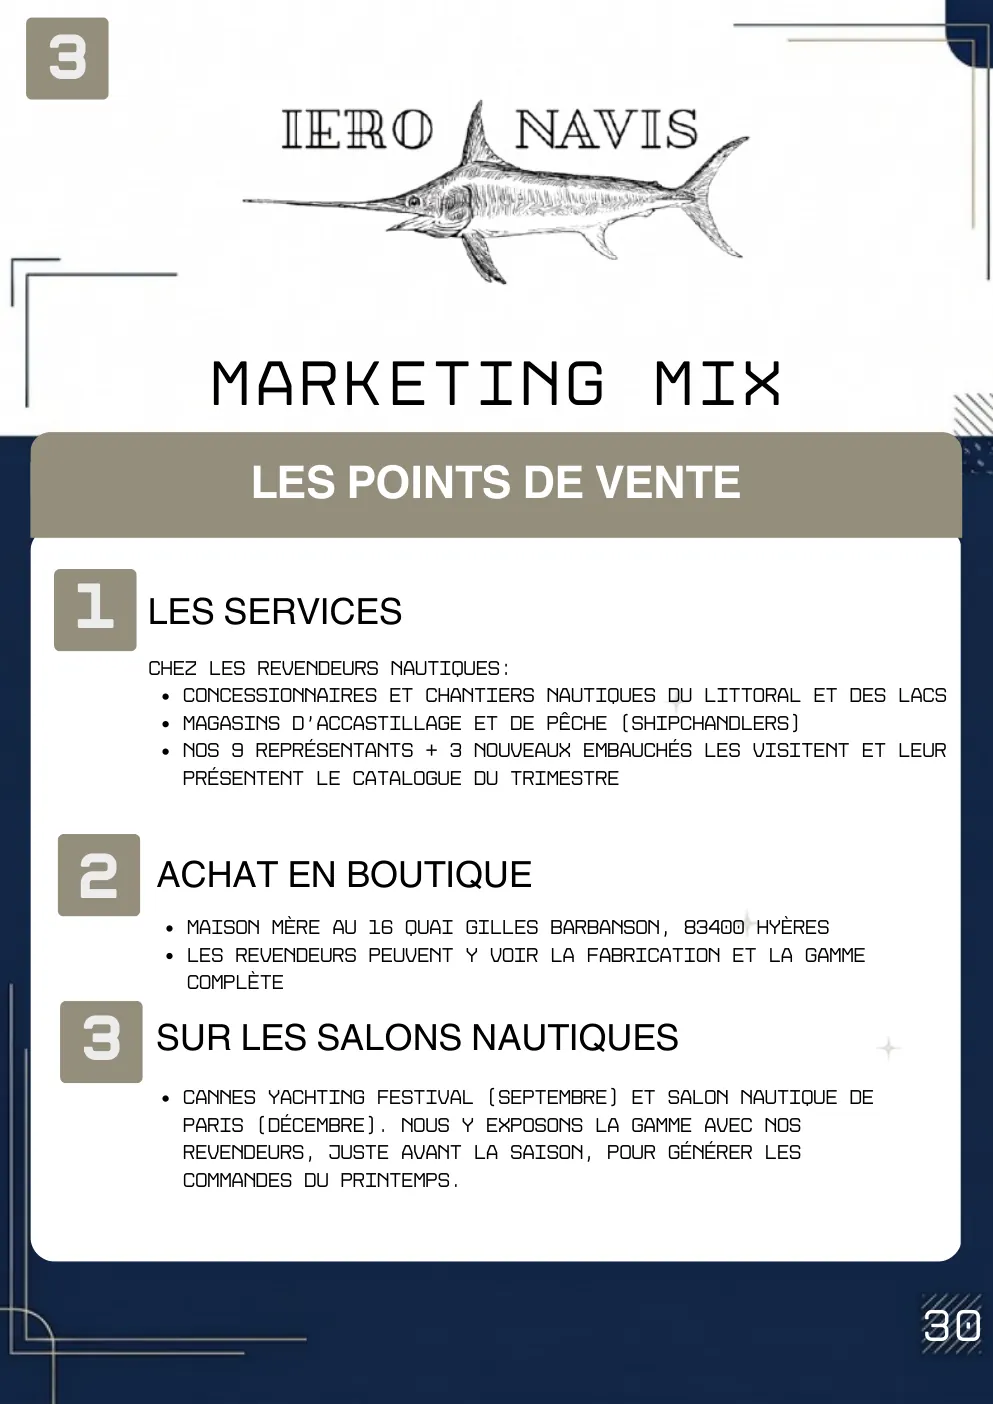 3
IERO NAVIS
MARKETING MIX
LES POINTS DE VENTE
1
LES SERVICES
CHEZ LES REVENDEURS NAUTIQUES:
• CONCESSIONNAIRES ET CHANTIERS NAUTIQUES DU LITTORAL ET DES LACS
• MAGASINS D'ACCASTILLAGE ET DE PÊCHE (SHIPCHANDLERS)
• NOS 9 REPRÉSENTANTS + 3 NOUVEAUX EMBAUCHÉS LES VISITENT ET LEUR
PRÉSENTENT LE CATALOGUE DU TRIMESTRE
2
ACHAT EN BOUTIQUE
• MAISON MÈRE AU 16 QUAI GILLES BARBANSON, 83400 HYÈRES
• LES REVENDEURS PEUVENT Y VOIR LA FABRICATION ET LA GAMME
COMPLÈTE
3
SUR LES SALONS NAUTIQUES
• CANNES YACHTING FESTIVAL (SEPTEMBRE) ET SALON NAUTIQUE DE
PARIS (DÉCEMBRE). NOUS Y EXPOSONS LA GAMME AVEC NOS
REVENDEURS, JUSTE AVANT LA SAISON, POUR GÉNÉRER LES
COMMANDES DU PRINTEMPS.
30